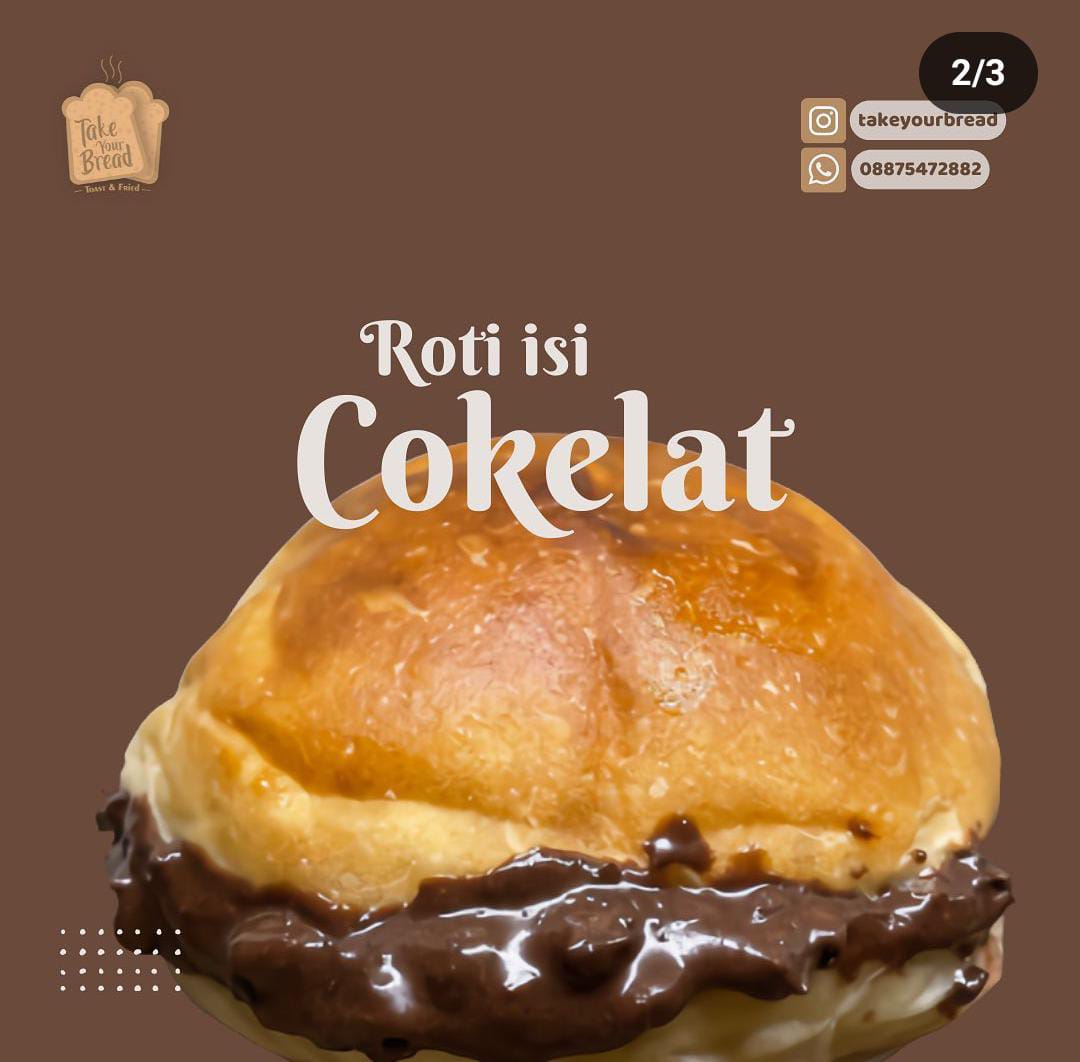 Take
Your
Bread
Toast & Fried
2/3
takeyourbread
08875472882
Roti isi
Cokelat